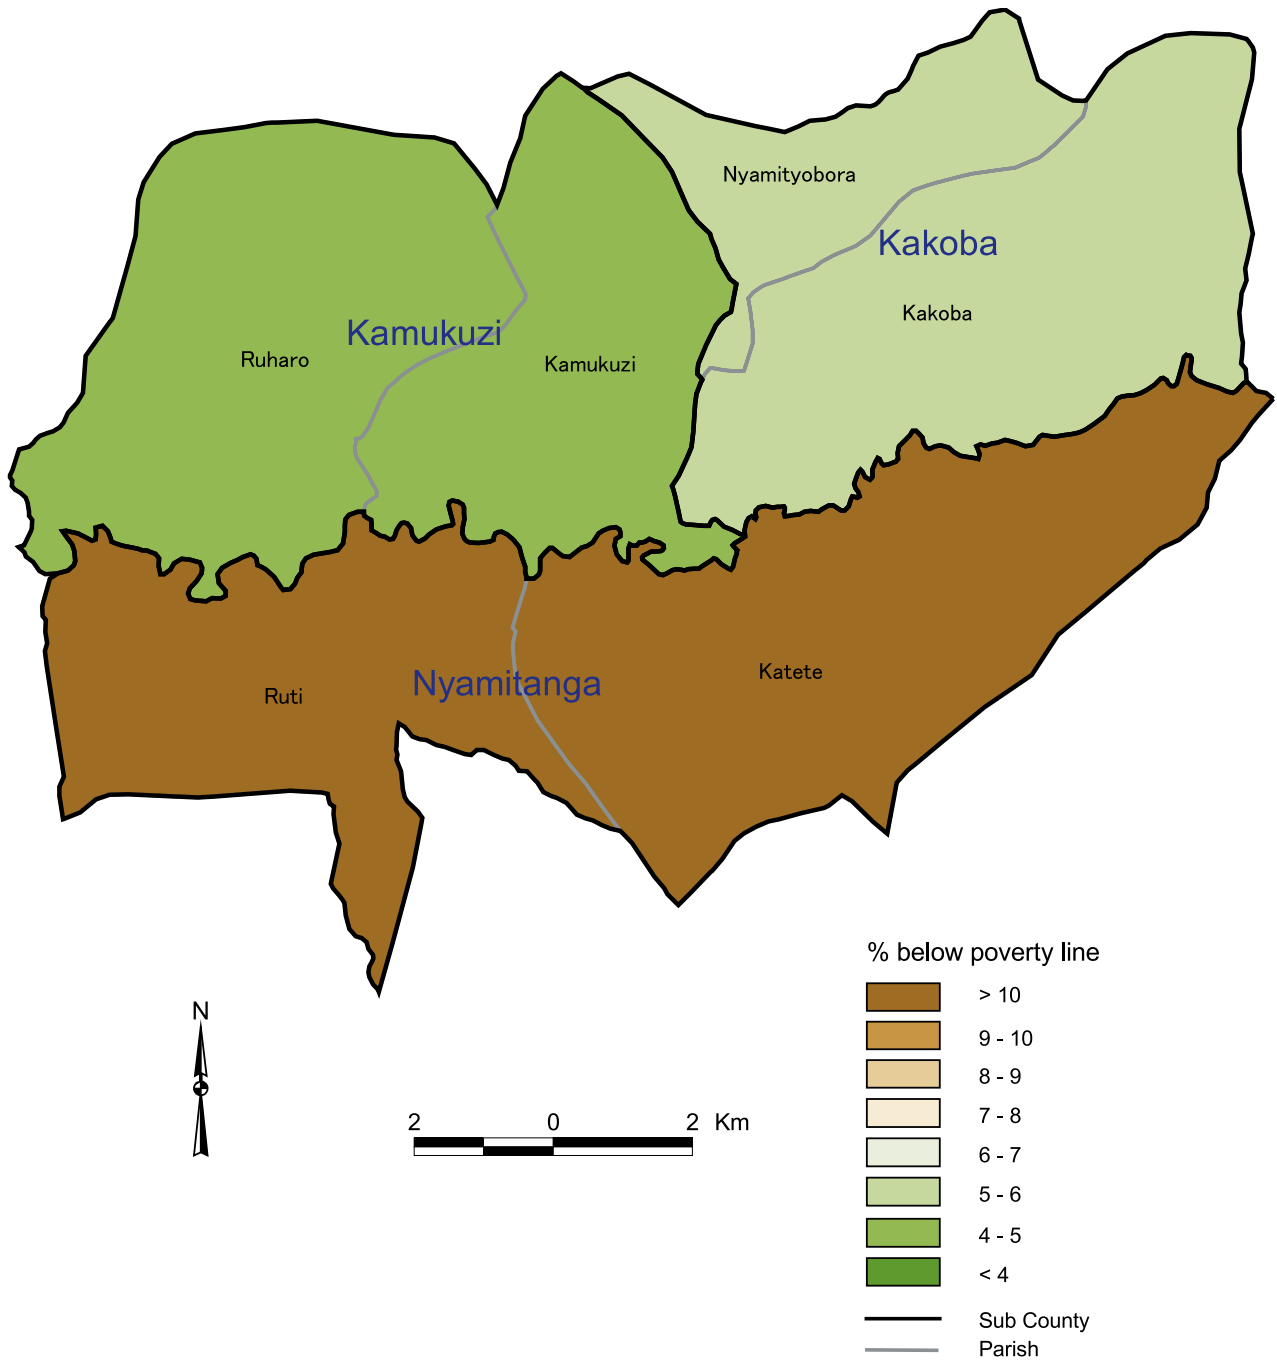 Nyamityobora
Kakoba
Kakoba
Kamukuzi
Ruharo
Kamukuzi
Katete
Nyamitanga
Ruti
% below poverty line
> 10
9 - 10
8 - 9
7 - 8
6 - 7
5 - 6
4 - 5
< 4
Sub County
Parish
N
2 0 2 Km